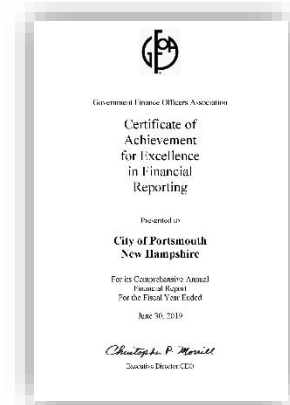 GFOA
Government Finance Officers Association
Certificate of
Achievement
for Excellence
in Financial
Reporting
Presented to
City of Portsmouth
New Hampshire
For its Comprehensive Annual
Financial Report
For the Fiscal Year Ended
June 30, 2019
Christopher P. Morrill
Executive Director/CEO